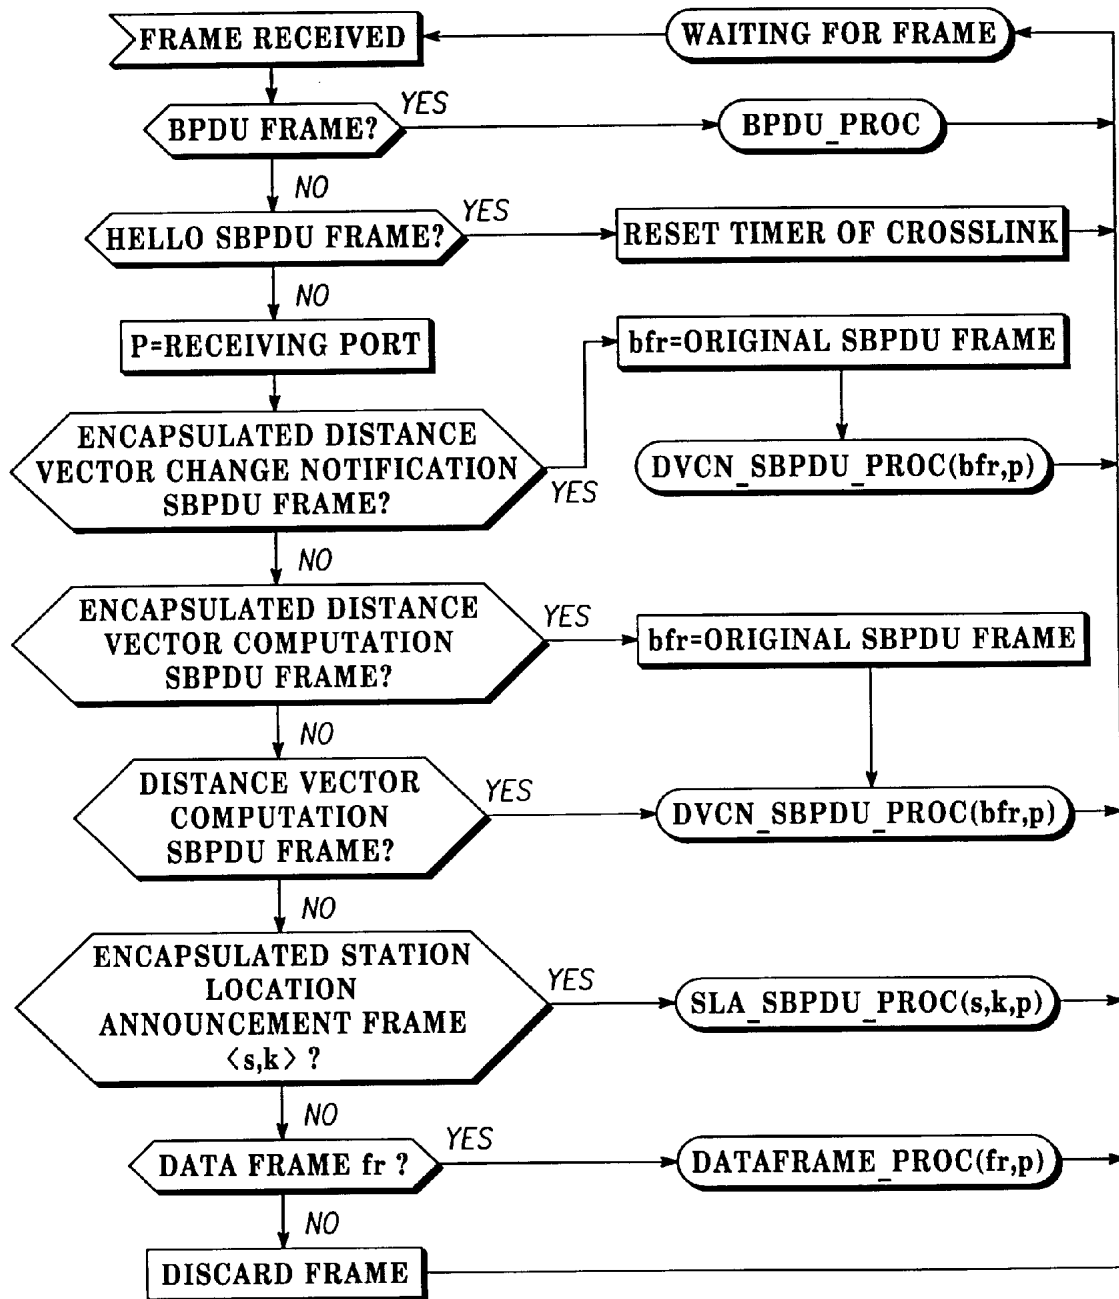 FRAME RECEIVED
WAITING FOR FRAME
BPDU FRAME?
YES
BPDU_PROC
NO
HELLO SBPDU FRAME?
YES
RESET TIMER OF CROSSLINK
NO
P=RECEIVING PORT
bfr=ORIGINAL SBPDU FRAME
ENCAPSULATED DISTANCE
VECTOR CHANGE NOTIFICATION
SBPDU FRAME?
YES
DVCN_SBPDU_PROC(bfr,p)
NO
ENCAPSULATED DISTANCE
VECTOR COMPUTATION
SBPDU FRAME?
YES
bfr=ORIGINAL SBPDU FRAME
NO
DISTANCE VECTOR
COMPUTATION
SBPDU FRAME?
YES
DVCN_SBPDU_PROC(bfr,p)
NO
ENCAPSULATED STATION
LOCATION
ANNOUNCEMENT FRAME
<s,k> ?
YES
SLA_SBPDU_PROC(s,k,p)
NO
DATA FRAME fr ?
YES
DATAFRAME_PROC(fr,p)
NO
DISCARD FRAME